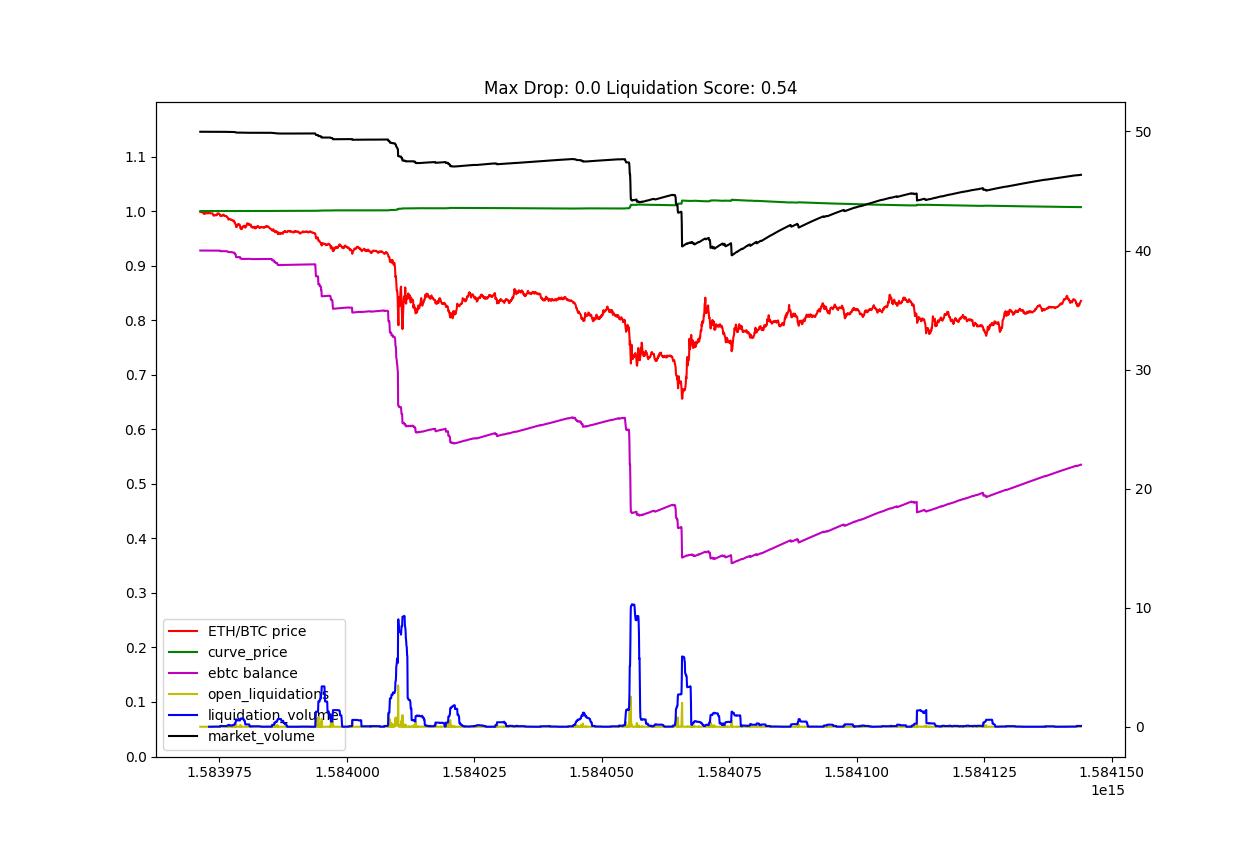 Max Drop: 0.0 Liquidation Score: 0.54
1.1
1.0
0.9
0.8
0.7
0.6
0.5
0.4
0.3
0.2
0.1
0.0
50
40
30
20
10
0
ETH/BTC price
curve_price
ebtc balance
open_liquidations
liquidation_volume
market_volume
1.583975 1.584000 1.584025 1.584050 1.584075 1.584100 1.584125 1.584150
1e15